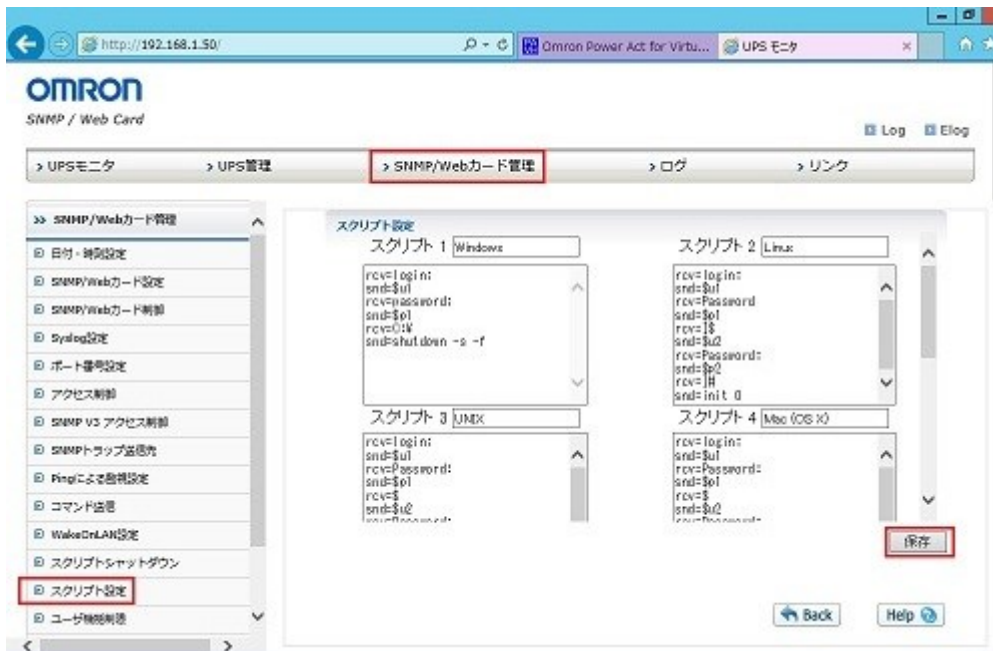 http://192.168.1.50/
Omron Power Act for Virtu...
UPS モニタ
OMRON
SNMP / Web Card
Log
Elog
UPSモニタ
UPS管理
SNMP/Webカード管理
ログ
リンク
SNMP/Webカード管理
日付・時刻設定
SNMP/Webカード設定
SNMP/Webカード制御
Syslog設定
ポート番号設定
アクセス制御
SNMP V3 アクセス制御
SNMPトラップ送信先
Pingによる監視設定
コマンド送信
WakeOnLAN設定
スクリプトシャットダウン
スクリプト設定
ユーザ機能制限
スクリプト設定
スクリプト 1 Windows
rcv=login:
snd=$u1
rcv=password:
snd=$p1
rcv=C:¥
snd=shutdown -s -f
スクリプト 2 Linux
rcv=login:
snd=$u1
rcv=Password
snd=$p1
rcv=]$
snd=$u2
rcv=Password:
snd=$p2
rcv=]#
snd=init 0
スクリプト 3 UNIX
rcv=login:
snd=$u1
rcv=Password:
snd=$p1
rcv=$
snd=$u2
スクリプト 4 Mac (OS X)
rcv=login:
snd=$u1
rcv=Password:
snd=$p1
rcv=$
snd=$u2
保存
Back
Help